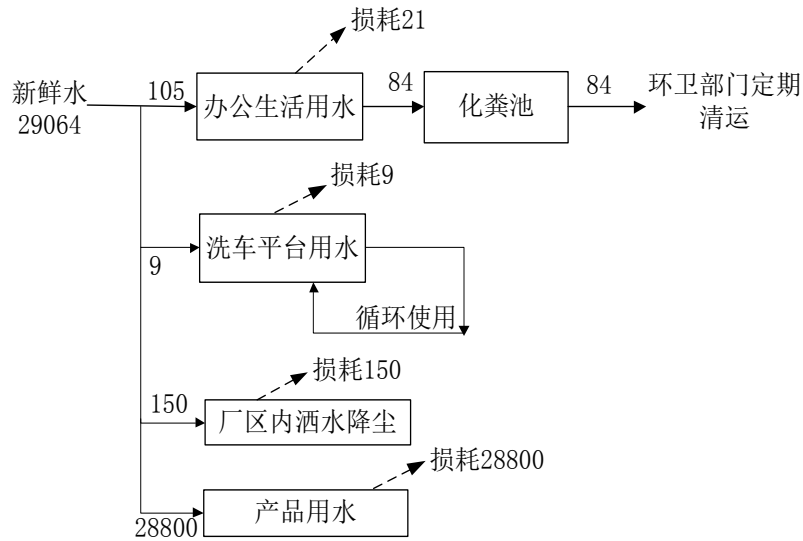 损耗21
新鲜水
29064
105
办公生活用水
84
化粪池
84
环卫部门定期
清运
损耗9
9
洗车平台用水
循环使用
损耗150
150
厂区内洒水降尘
损耗28800
28800
产品用水